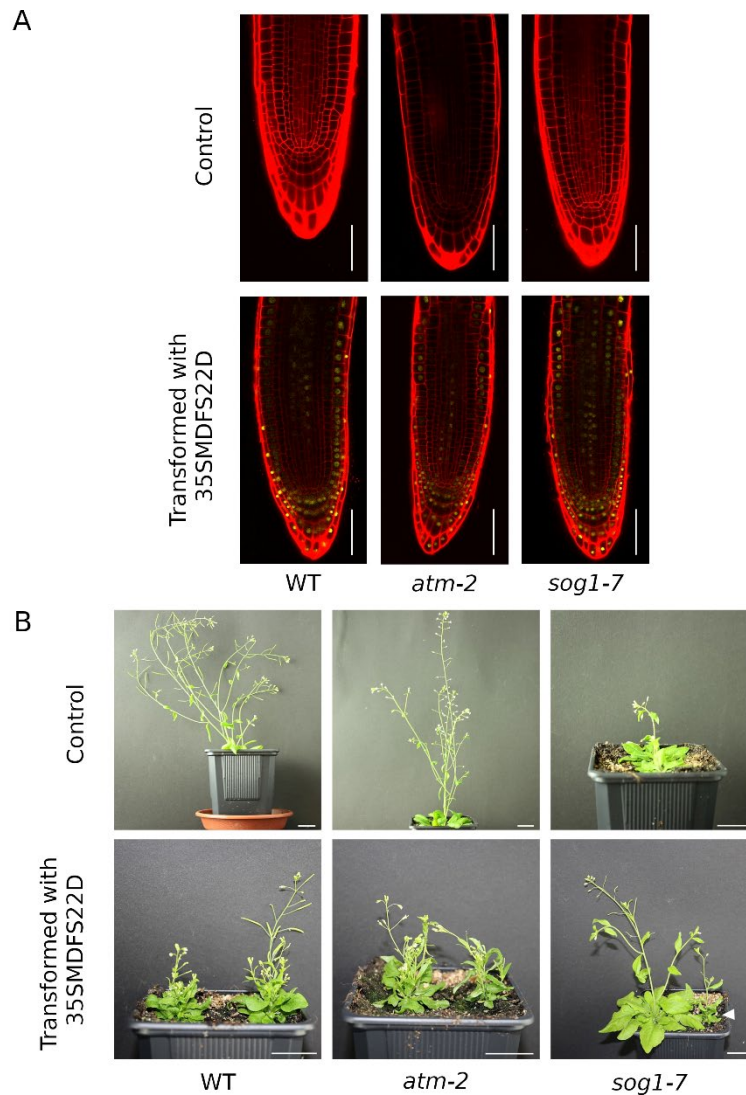 A
Control
Transformed with
35SMDFS22D
WT
atm-2
sog1-7
B
Control
Transformed with
35SMDFS22D
WT
atm-2
sog1-7